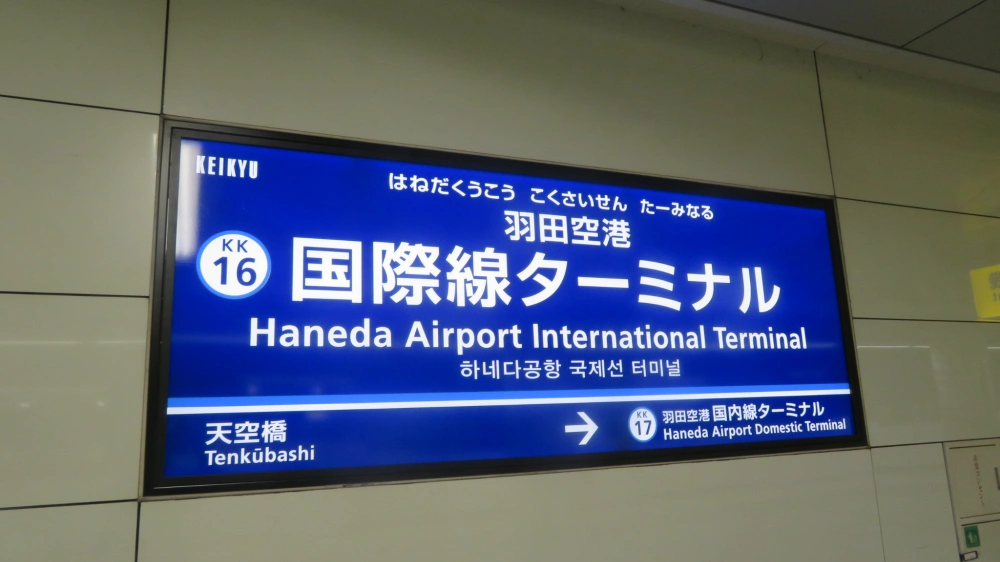 KEIKYU
はねだくうこう こくさいせん たーみなる
羽田空港
KK
16
国際線ターミナル
Haneda Airport International Terminal
하네다공항 국제선 터미널
天空橋
Tenkūbashi
→
KK
17
羽田空港 国内線ターミナル
Haneda Airport Domestic Terminal